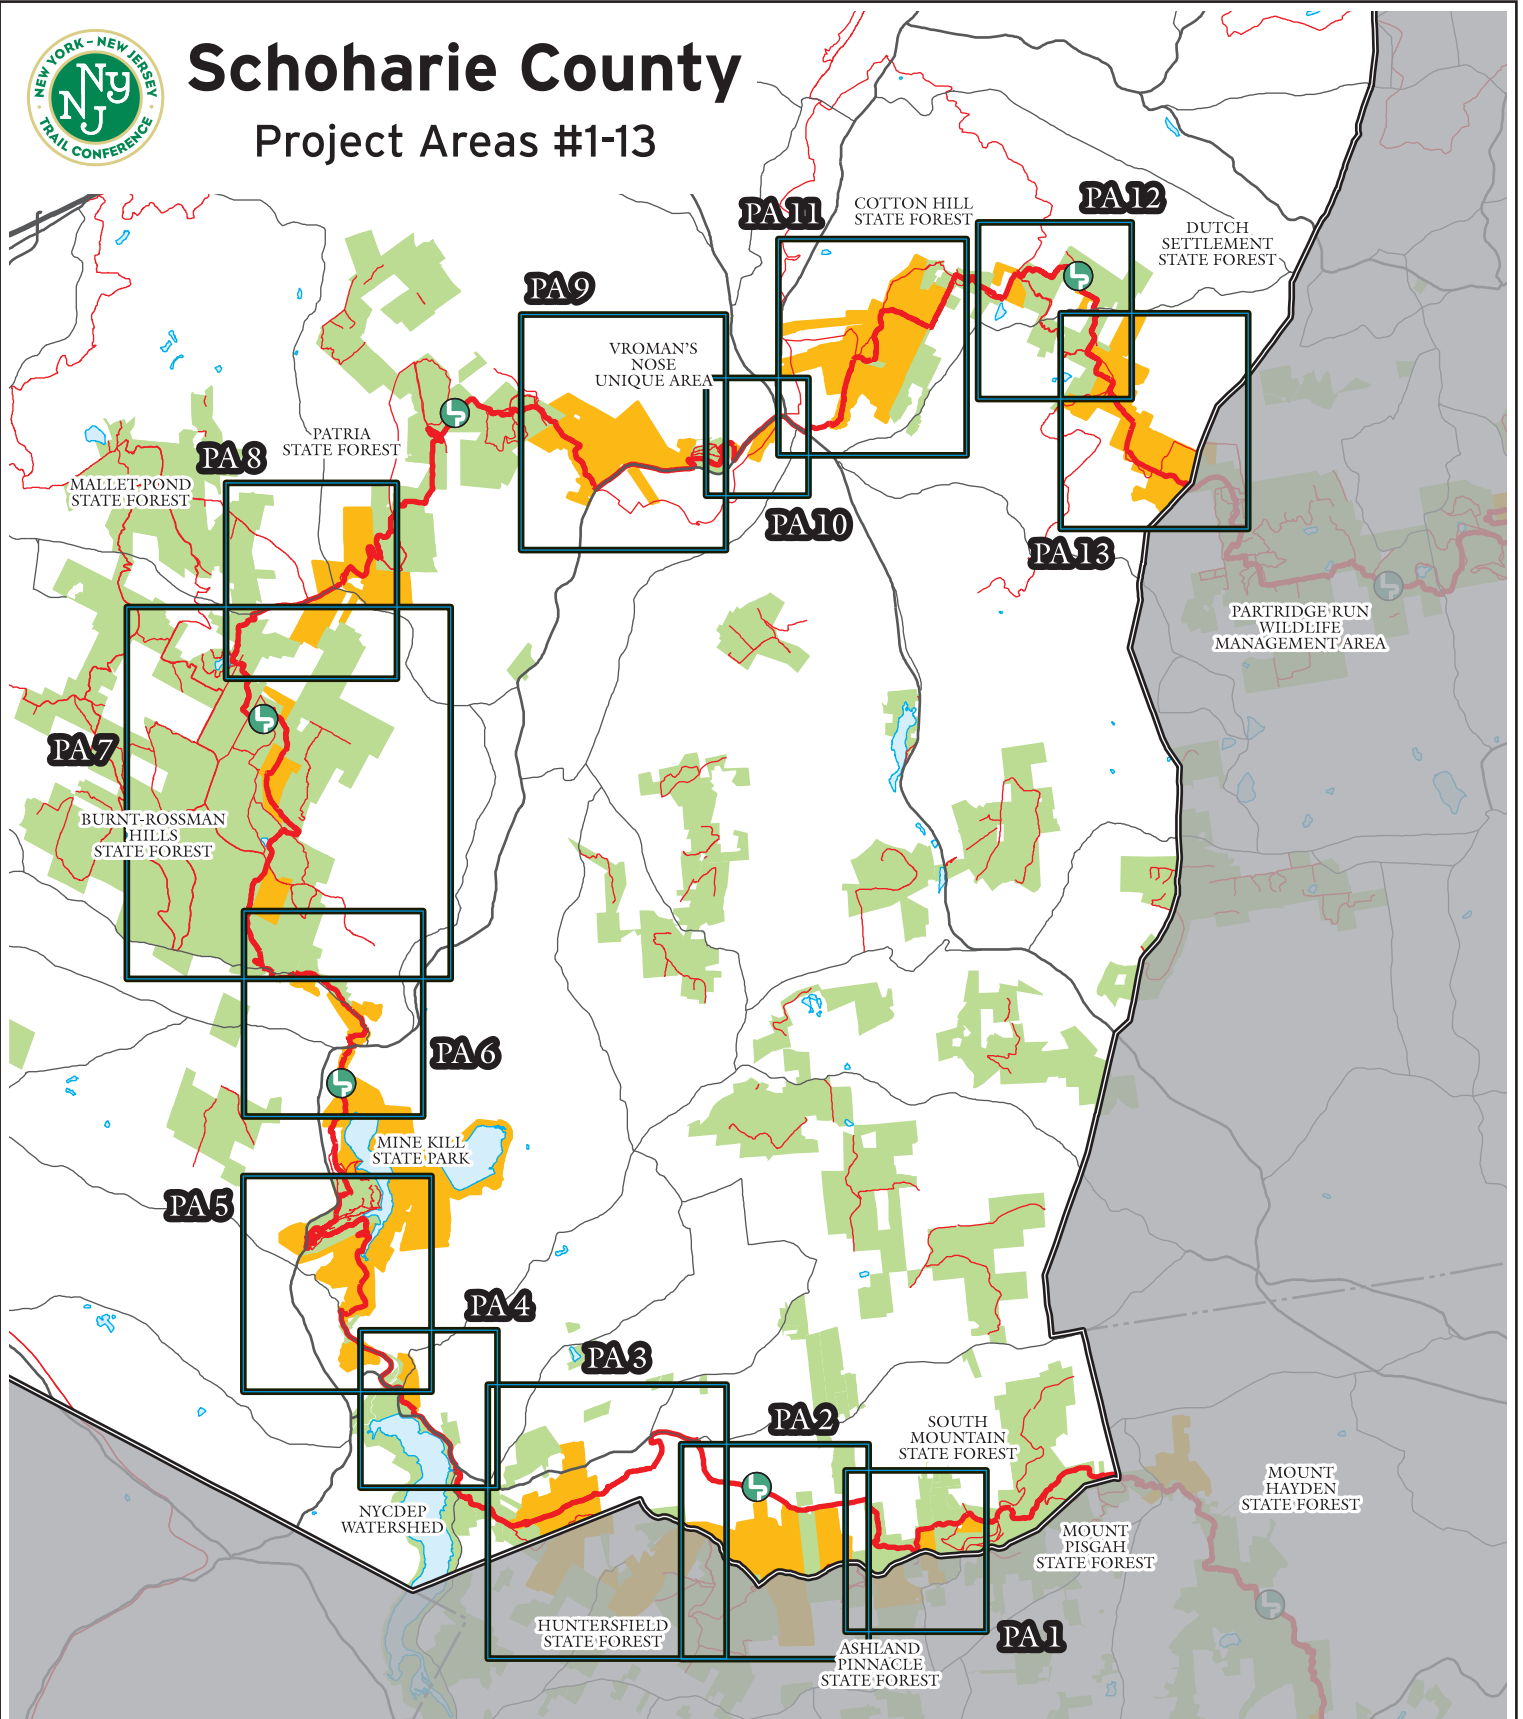 NEW YORK – NEW JERSEY
NY
NJ
TRAIL CONFERENCE
Schoharie County
Project Areas #1-13
PA 11
COTTON HILL
STATE FOREST
PA 12
DUTCH
SETTLEMENT
STATE FOREST
PA 9
VROMAN'S
NOSE
UNIQUE AREA
PATRIA
STATE FOREST
PA 8
MALLET POND
STATE FOREST
PA 10
PA 13
PARTRIDGE RUN
WILDLIFE
MANAGEMENT AREA
PA 7
BURNT-ROSSMAN
HILLS
STATE FOREST
PA 6
MINE KILL
STATE PARK
PA 5
PA 4
PA 3
PA 2
SOUTH
MOUNTAIN
STATE FOREST
MOUNT
HAYDEN
STATE FOREST
NYCDEP
WATERSHED
MOUNT
PISGAH
STATE FOREST
HUNTERSFIELD
STATE FOREST
PA 1
ASHLAND
PINNACLE
STATE FOREST